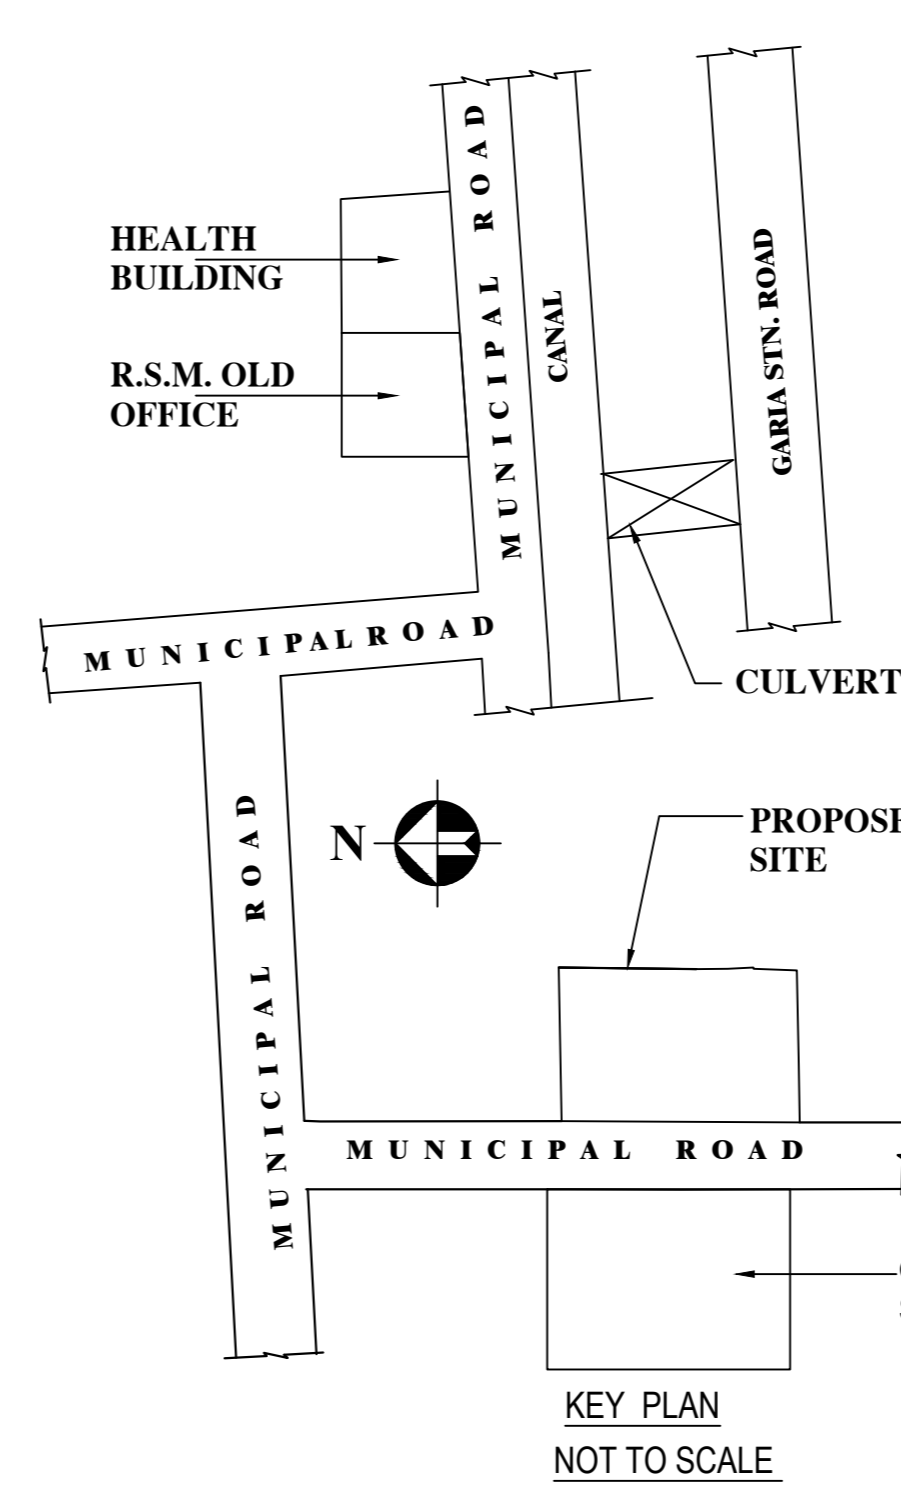 MUNICIPAL ROAD
HEALTH
BUILDING
CANAL
GARIA STN. ROAD
R.S.M. OLD
OFFICE
MUNICIPAL ROAD
CULVERT
MUNICIPAL ROAD
N
SITE
MUNICIPAL ROAD
KEY PLAN
NOT TO SCALE